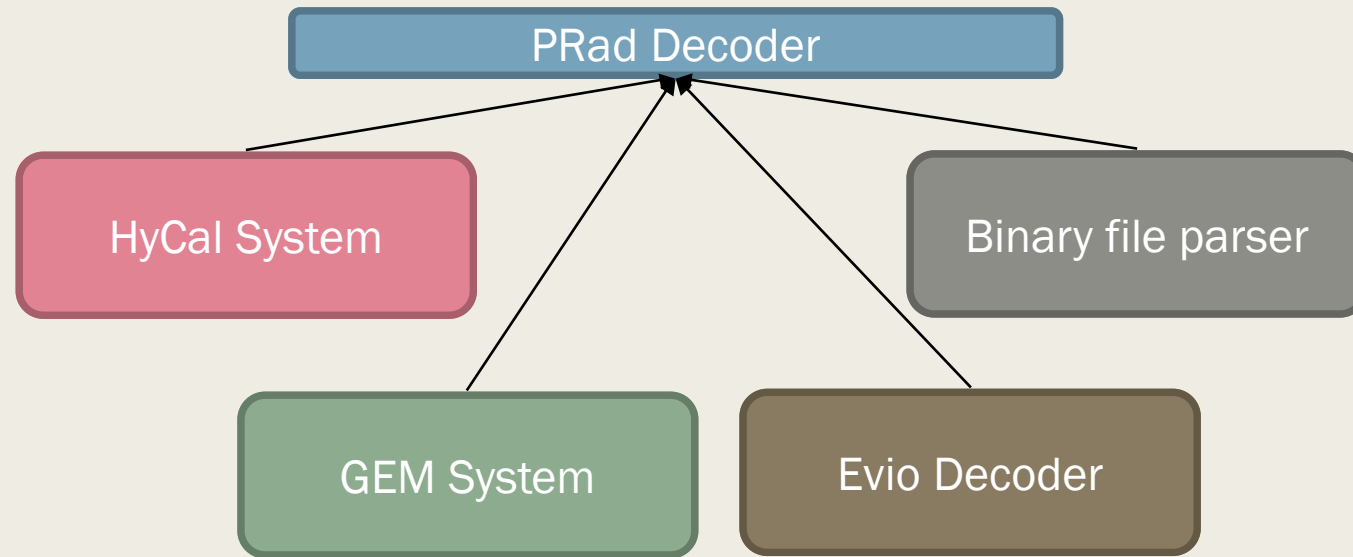 PRad Decoder
HyCal System
Binary file parser
GEM System
Evio Decoder